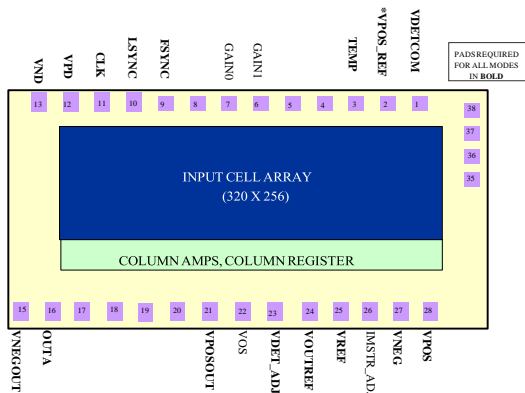 VND
VPD
CLK
LSYNC
FSYNC
GAIN0
GAIN1
TEMP
*VPOS_REF
VDETCOM
PADS REQUIRED
FOR ALL MODES
IN BOLD
13
12
11
10
9
8
7
6
5
4
3
2
1
38
37
36
35
INPUT CELL ARRAY
(320 X 256)
COLUMN AMPS, COLUMN REGISTER
15
16
17
18
19
20
21
22
23
24
25
26
27
28
VNEGOUT
OUTA
VPOSOUT
VOS
VDET_ADJ
VOUTREF
VREF
IMSTR_ADJ
VNEG
VPOS